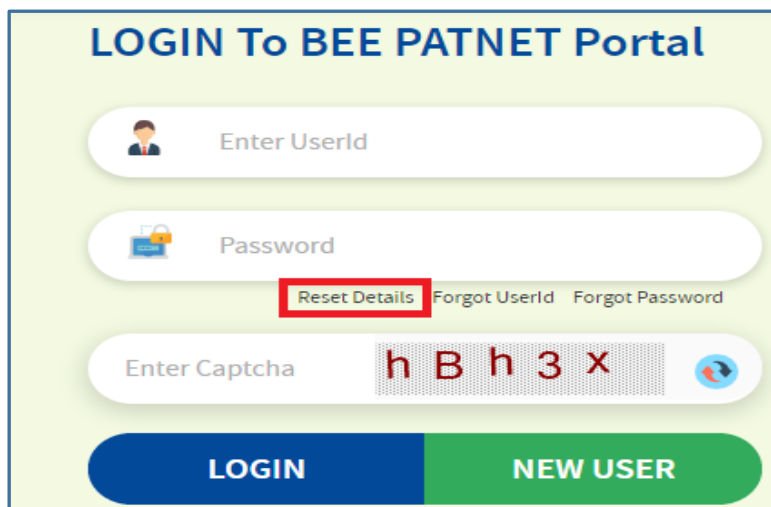 LOGIN To BEE PATNET Portal
Enter UserId
Password
Reset Details Forgot UserId Forgot Password
Enter Captcha h B h 3 x
LOGIN NEW USER